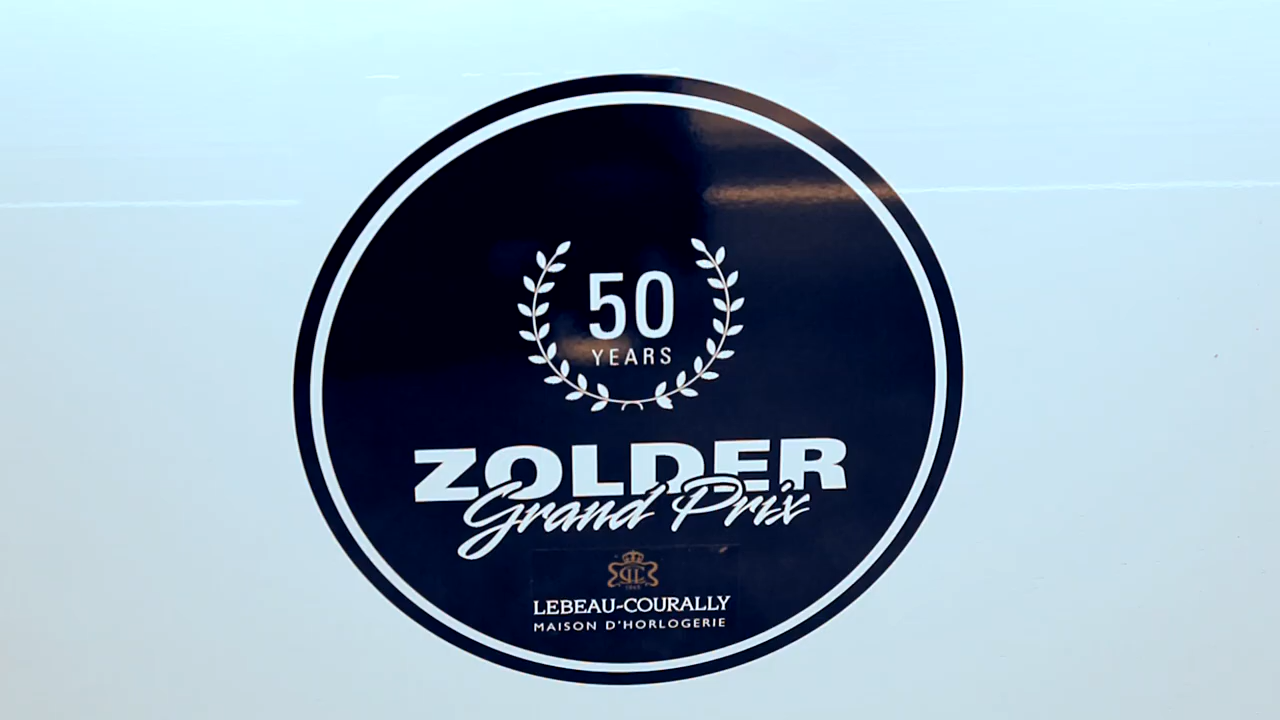 50
YEARS
ZOLDER
Grand Prix
LEBEAU-COURALLY
MAISON D'HORLOGERIE